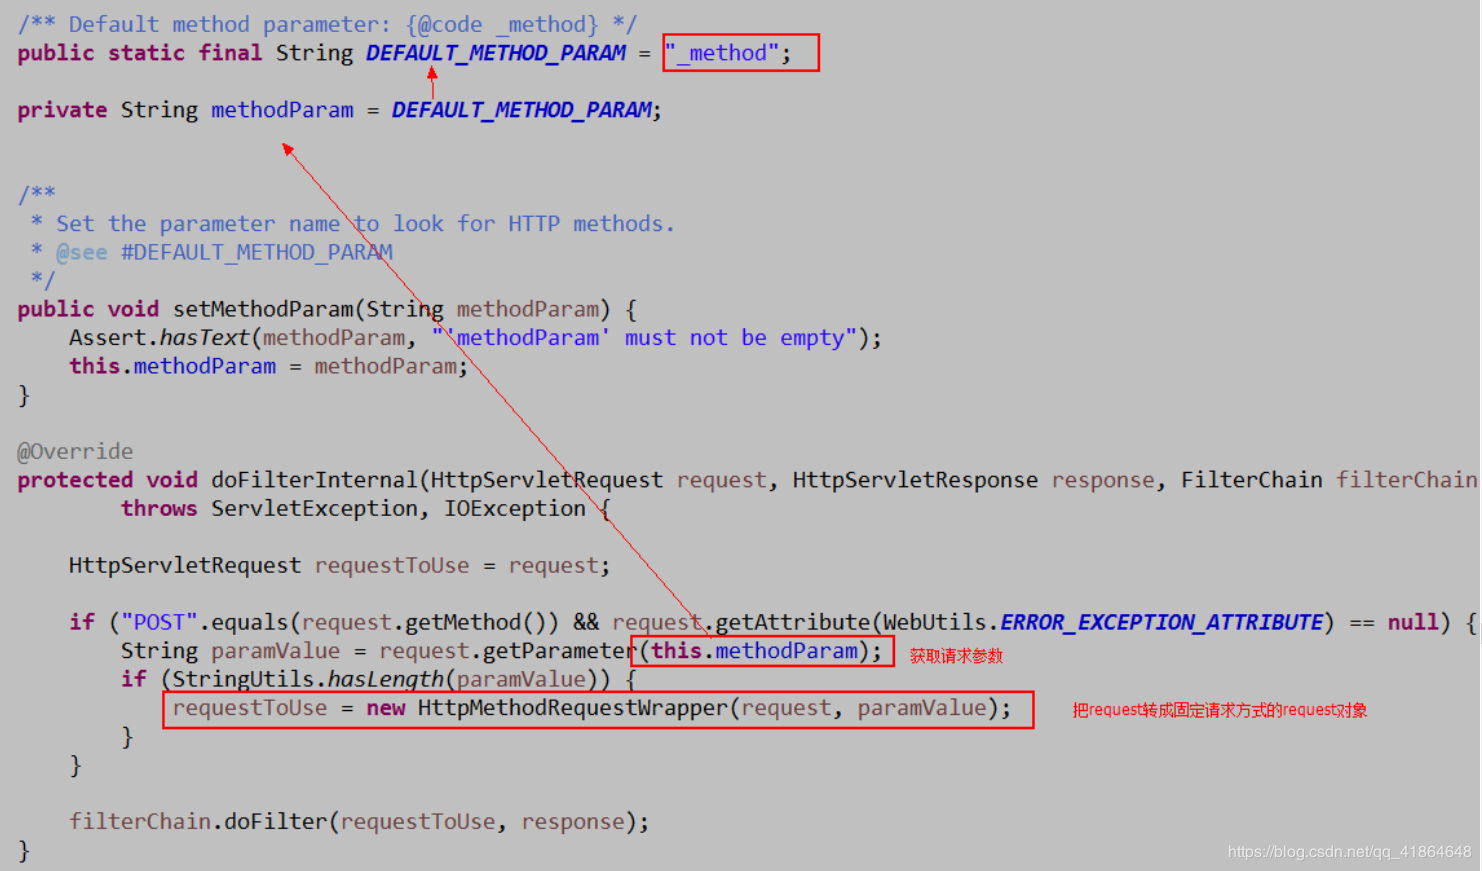 /** Default method parameter: {@code _method} */
public static final String DEFAULT_METHOD_PARAM = "_method";
private String methodParam = DEFAULT_METHOD_PARAM;
/**
 * Set the parameter name to look for HTTP methods.
 * @see #DEFAULT_METHOD_PARAM
 */
public void setMethodParam(String methodParam) {
    Assert.hasText(methodParam, "'methodParam' must not be empty");
    this.methodParam = methodParam;
}
@Override
protected void doFilterInternal(HttpServletRequest request, HttpServletResponse response, FilterChain filterChain
        throws ServletException, IOException {
    HttpServletRequest requestToUse = request;
    if ("POST".equals(request.getMethod()) && request.getAttribute(WebUtils.ERROR_EXCEPTION_ATTRIBUTE) == null) {
        String paramValue = request.getParameter(this.methodParam); 获取请求参数
        if (StringUtils.hasLength(paramValue)) {
            requestToUse = new HttpMethodRequestWrapper(request, paramValue); 把request转成固定请求方式的request对象
        }
    }
    filterChain.doFilter(requestToUse, response);
}
https://blog.csdn.net/qq_41864648